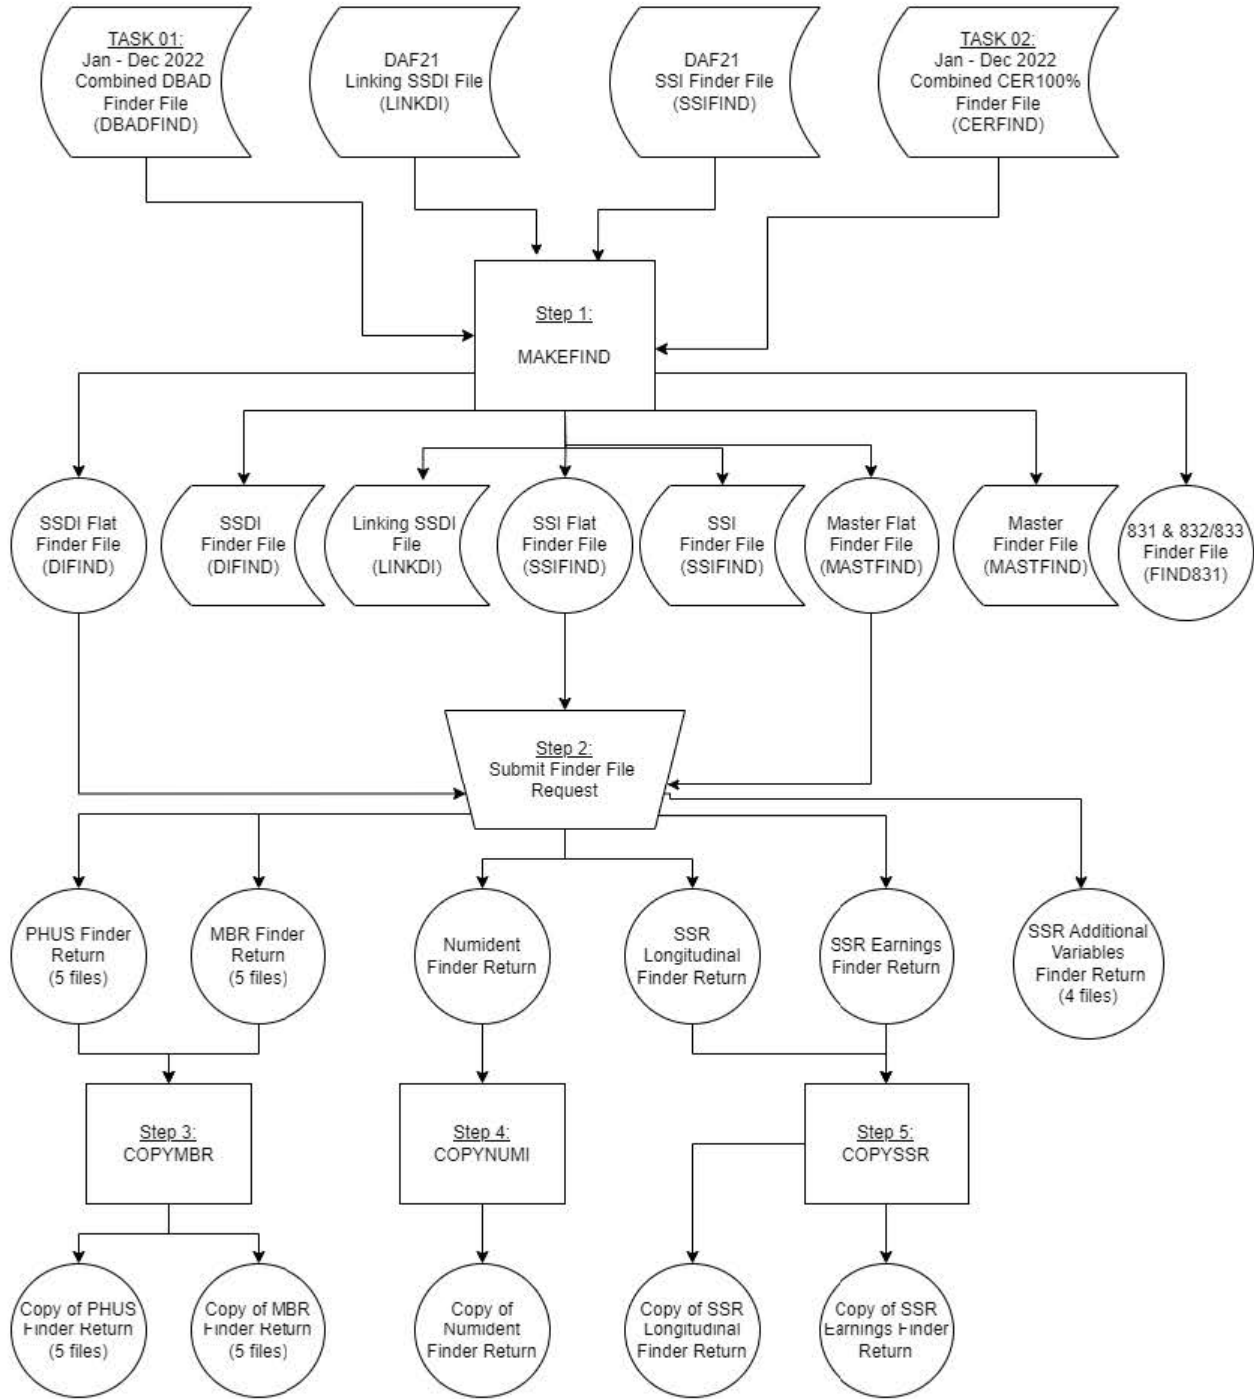 TASK 01:
Jan - Dec 2022
Combined DBAD
Finder File
(DBADFIND)
DAF21
Linking SSDI File
(LINKDI)
DAF21
SSI Finder File
(SSIFIND)
TASK 02:
Jan - Dec 2022
Combined CER100%
Finder File
(CERFIND)
Step 1:
MAKEFIND
SSDI Flat
Finder File
(DIFIND)
SSDI
Finder File
(DIFIND)
Linking SSDI
File
(LINKDI)
SSI Flat
Finder File
(SSIFIND)
SSI
Finder File
(SSIFIND)
Master Flat
Finder File
(MASTFIND)
Master
Finder File
(MASTFIND)
831 & 832/833
Finder File
(FIND831)
Step 2:
Submit Finder File
Request
PHUS Finder
Return
(5 files)
MBR Finder
Return
(5 files)
Numident
Finder Return
SSR
Longitudinal
Finder Return
SSR Earnings
Finder Return
SSR Additional
Variables
Finder Return
(4 files)
Step 3:
COPYMBR
Step 4:
COPYNUMI
Step 5:
COPYSSR
Copy of PHUS
Finder Return
(5 files)
Copy of MBR
Finder Return
(5 files)
Copy of
Numident
Finder Return
Copy of SSR
Longitudinal
Finder Return
Copy of SSR
Earnings Finder
Return